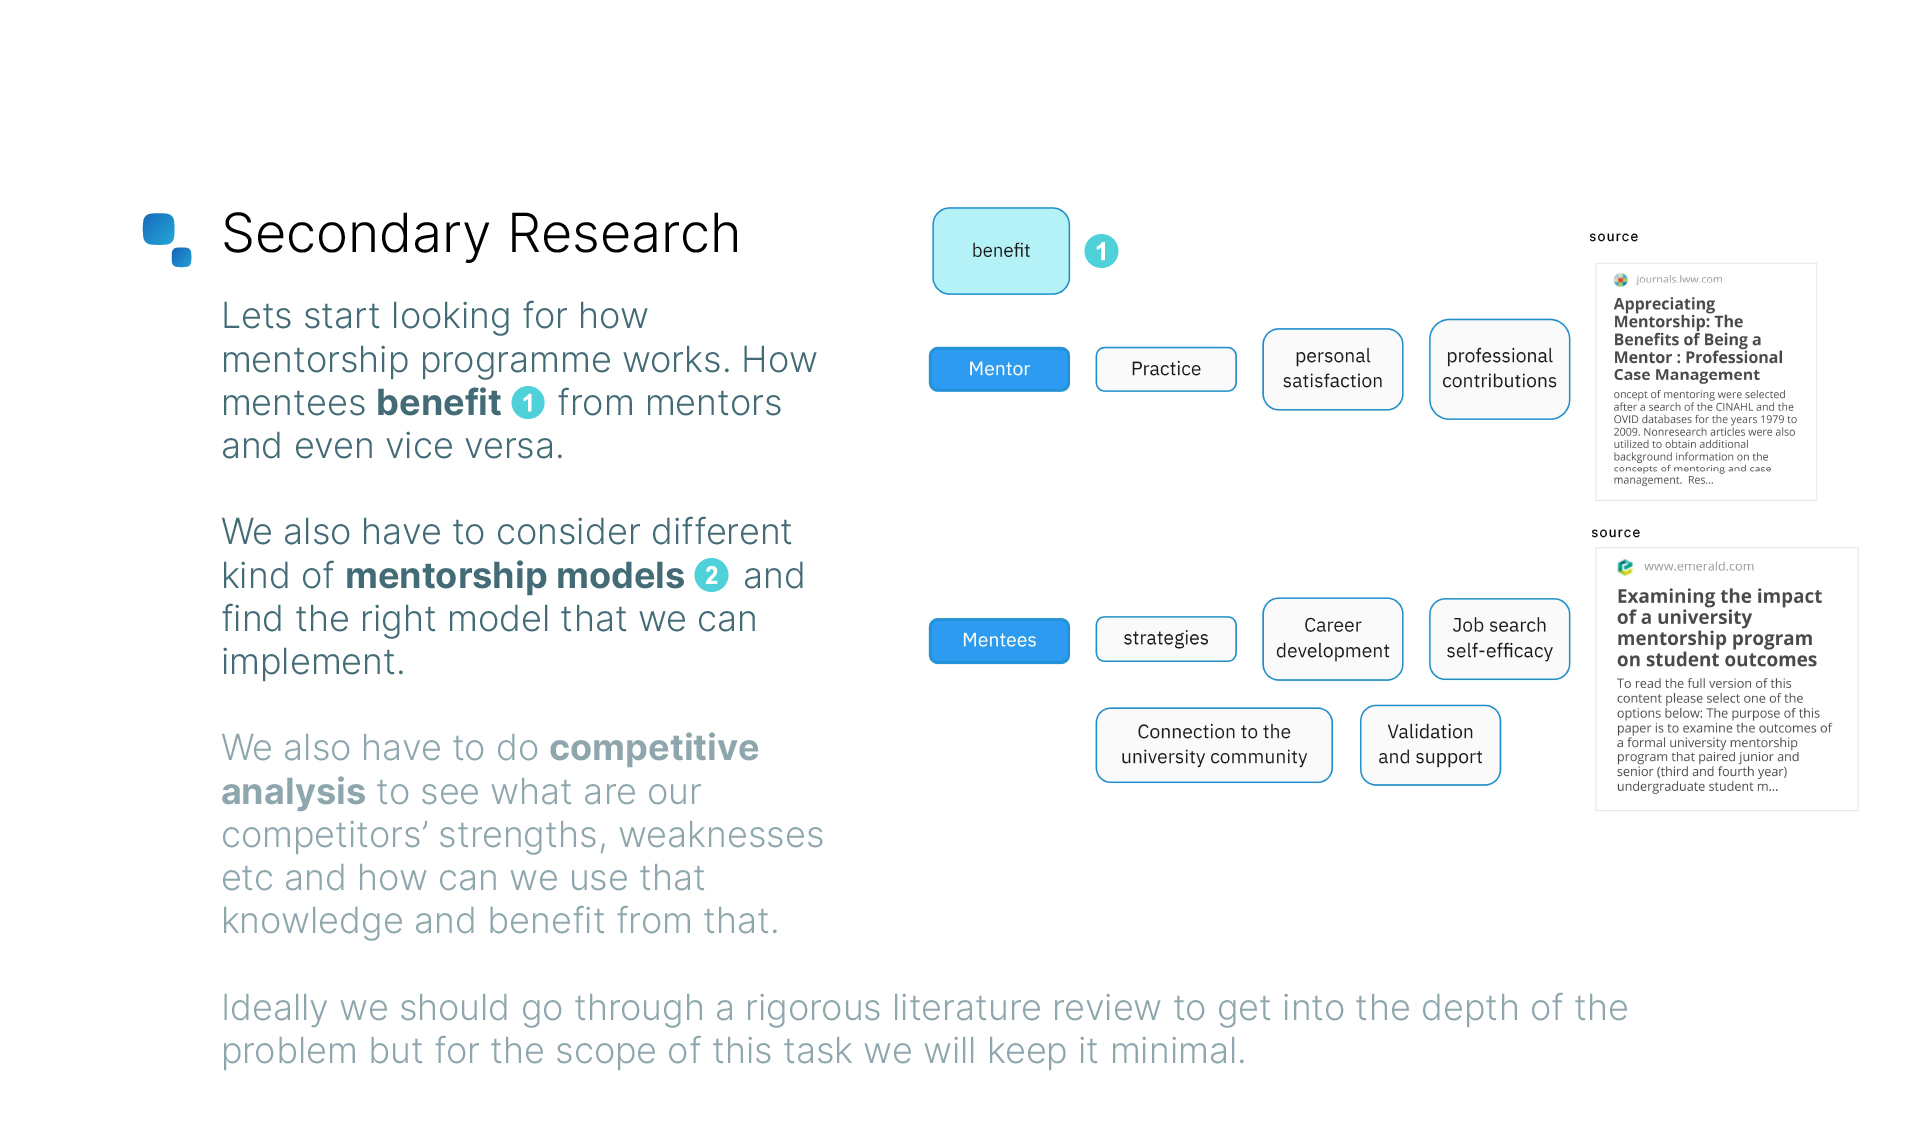 Secondary Research
Lets start looking for how
mentorship programme works. How
mentees benefit 1 from mentors
and even vice versa.
We also have to consider different
kind of mentorship models 2 and
find the right model that we can
implement.
We also have to do competitive
analysis to see what are our
competitors’ strengths, weaknesses
etc and how can we use that
knowledge and benefit from that.
Ideally we should go through a rigorous literature review to get into the depth of the
problem but for the scope of this task we will keep it minimal.
benefit
1
Mentor
Practice
personal
satisfaction
professional
contributions
source
journals.lww.com
Appreciating
Mentorship: The
Benefits of Being a
Mentor : Professional
Case Management
oncept of mentoring were selected
after a search of the CINAHL and the
OVID databases for the years 1979 to
2009. Nonresearch articles were also
utilized to obtain additional
background information on the
concepts of mentoring and case
management. Res...
Mentees
strategies
Career
development
Job search
self-efficacy
Connection to the
university community
Validation
and support
source
www.emerald.com
Examining the impact
of a university
mentorship program
on student outcomes
To read the full version of this
content please select one of the
options below: The purpose of this
paper is to examine the outcomes of
a formal university mentorship
program that paired junior and
senior (third and fourth year)
undergraduate student m...